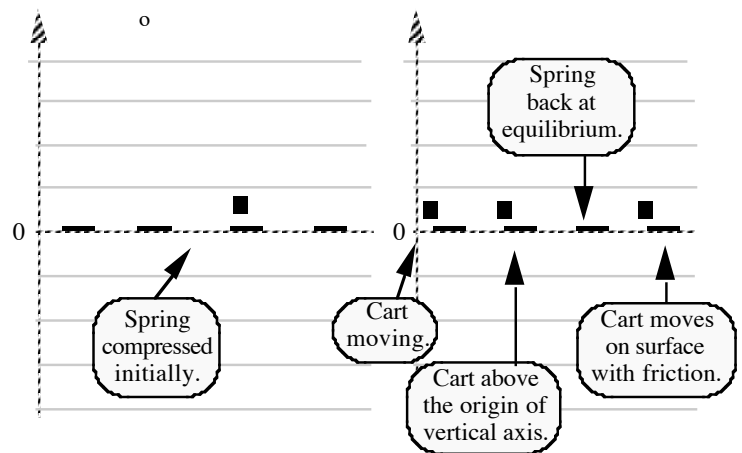 o
0
Spring
compressed
initially.
0
Spring
back at
equilibrium.
Cart
moving.
Cart above
the origin of
vertical axis.
Cart moves
on surface
with friction.